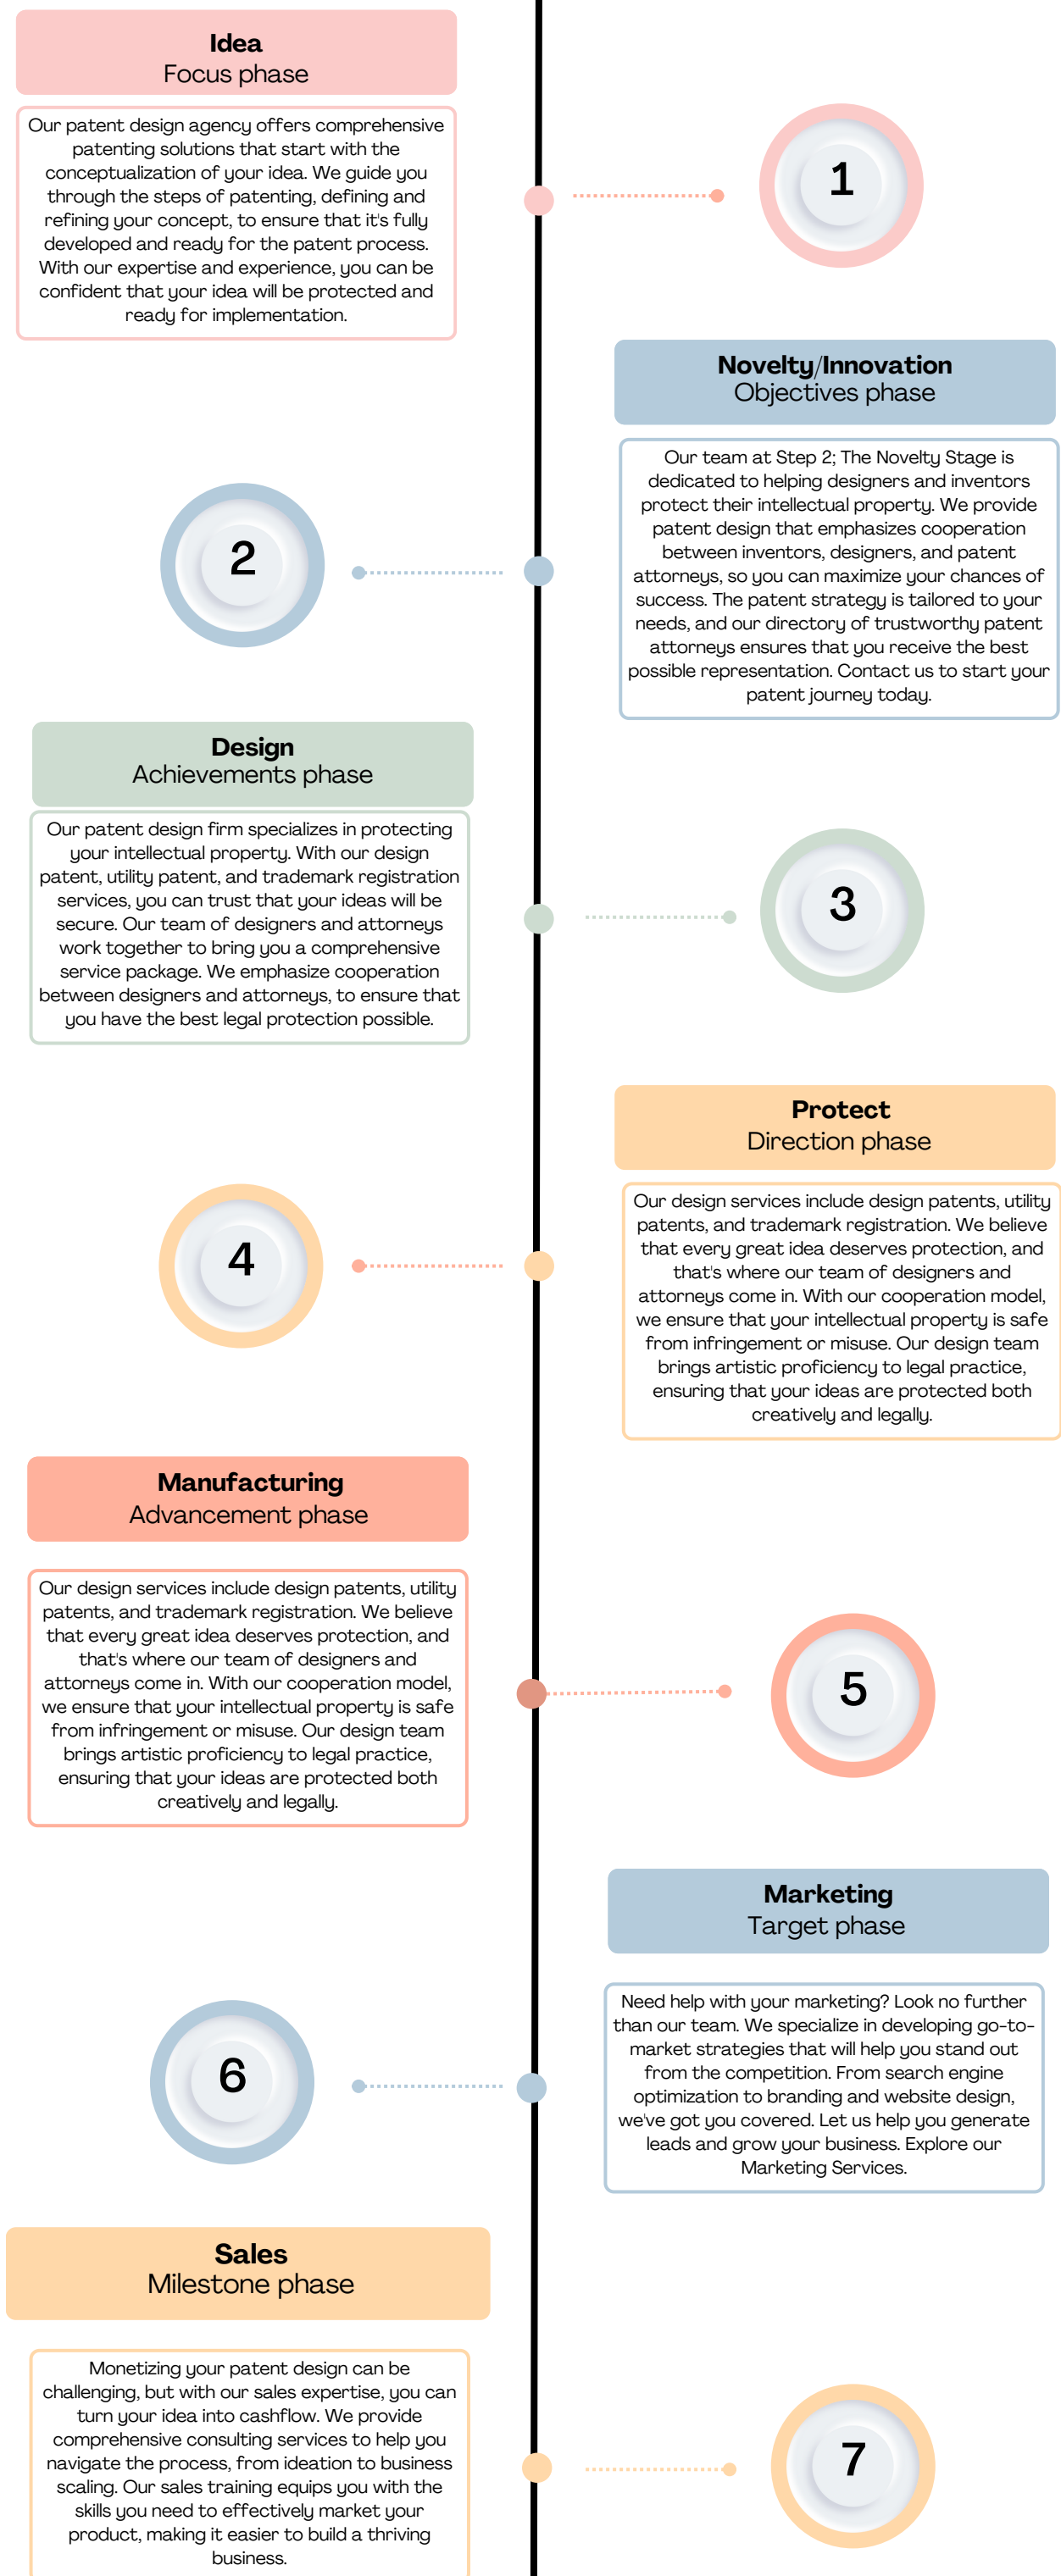 Idea
Focus phase
Our patent design agency offers comprehensive
patenting solutions that start with the
conceptualization of your idea. We guide you
through the steps of patenting, defining and
refining your concept, to ensure that it's fully
developed and ready for the patent process.
With our expertise and experience, you can be
confident that your idea will be protected and
ready for implementation.
1
Novelty/Innovation
Objectives phase
Our team at Step 2; The Novelty Stage is
dedicated to helping designers and inventors
protect their intellectual property. We provide
patent design that emphasizes cooperation
between inventors, designers, and patent
attorneys, so you can maximize your chances of
success. The patent strategy is tailored to your
needs, and our directory of trustworthy patent
attorneys ensures that you receive the best
possible representation. Contact us to start your
patent journey today.
2
Design
Achievements phase
Our patent design firm specializes in protecting
your intellectual property. With our design
patent, utility patent, and trademark registration
services, you can trust that your ideas will be
secure. Our team of designers and attorneys
work together to bring you a comprehensive
service package. We emphasize cooperation
between designers and attorneys, to ensure that
you have the best legal protection possible.
3
Protect
Direction phase
Our design services include design patents, utility
patents, and trademark registration. We believe
that every great idea deserves protection, and
that's where our team of designers and
attorneys come in. With our cooperation model,
we ensure that your intellectual property is safe
from infringement or misuse. Our design team
brings artistic proficiency to legal practice,
ensuring that your ideas are protected both
creatively and legally.
4
Manufacturing
Advancement phase
Our design services include design patents, utility
patents, and trademark registration. We believe
that every great idea deserves protection, and
that's where our team of designers and
attorneys come in. With our cooperation model,
we ensure that your intellectual property is safe
from infringement or misuse. Our design team
brings artistic proficiency to legal practice,
ensuring that your ideas are protected both
creatively and legally.
5
Marketing
Target phase
Need help with your marketing? Look no further
than our team. We specialize in developing go-to-
market strategies that will help you stand out
from the competition. From search engine
optimization to branding and website design,
we've got you covered. Let us help you generate
leads and grow your business. Explore our
Marketing Services.
6
Sales
Milestone phase
Monetizing your patent design can be
challenging, but with our sales expertise, you can
turn your idea into cashflow. We provide
comprehensive consulting services to help you
navigate the process, from ideation to business
scaling. Our sales training equips you with the
skills you need to effectively market your
product, making it easier to build a thriving
business.
7